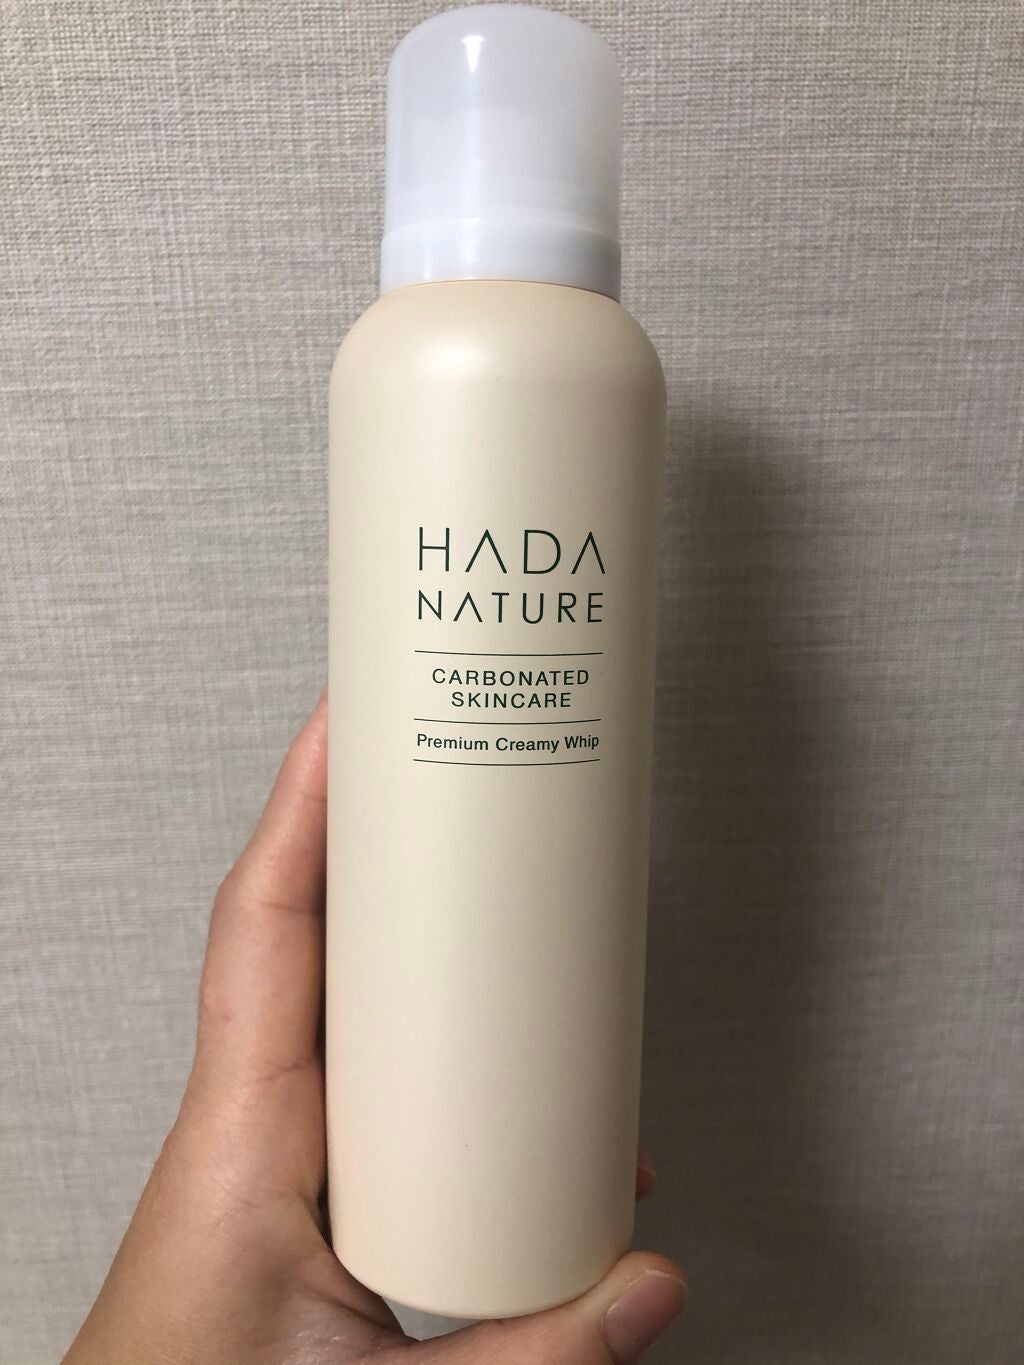 HADA
NATURE
CARBONATED
SKINCARE
Premium Creamy Whip